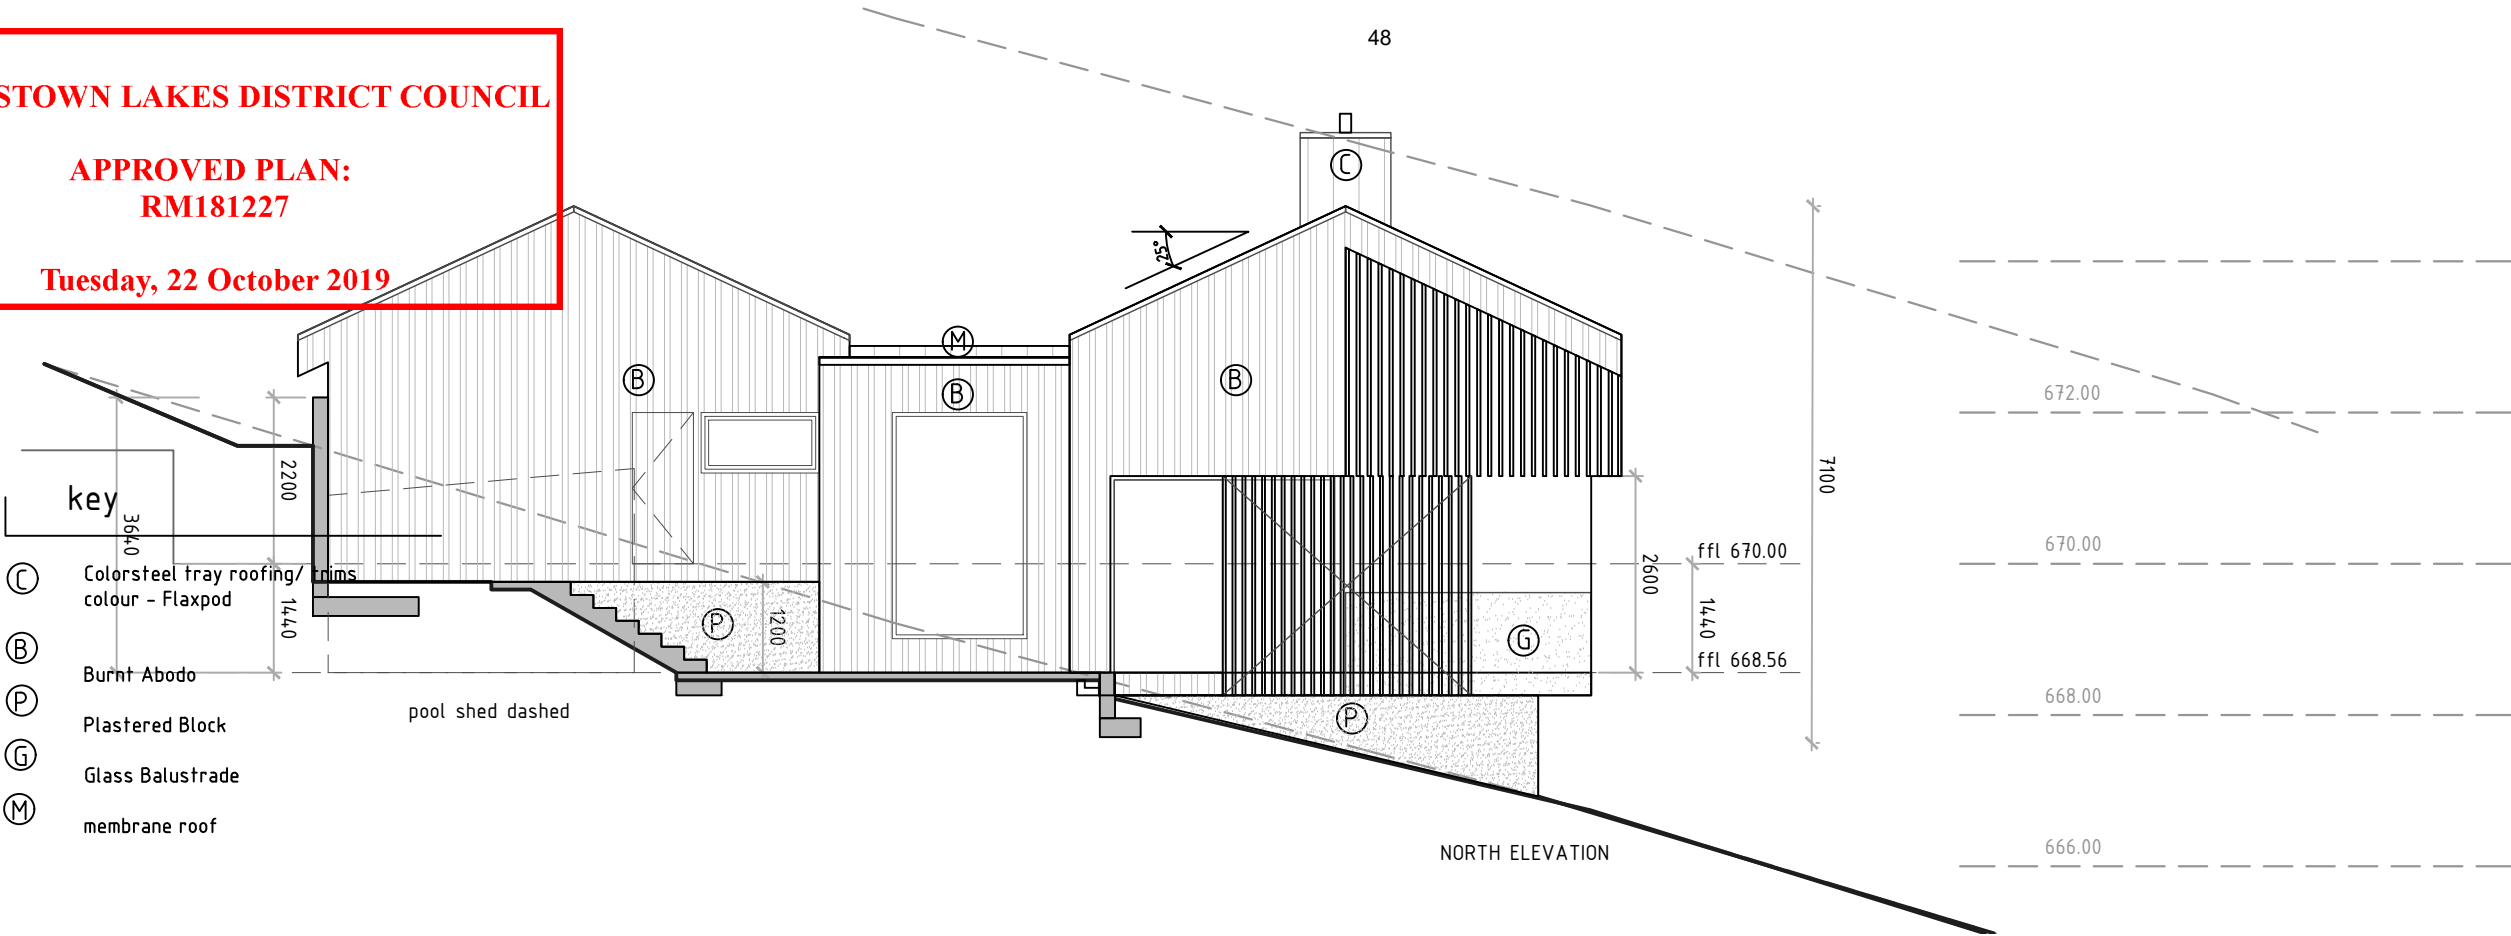 48
STOWN LAKES DISTRICT COUNCIL
APPROVED PLAN:
RM181227
Tuesday, 22 October 2019
C
25°
M
B
B
B
672.00
2200
7100
key
3640
ffl 670.00
670.00
2600
C
Colorsteel tray roofing/ trims
colour - Flaxpod
1440
P
1200
1440
G
B
Burnt Abodo
ffl 668.56
P
pool shed dashed
P
668.00
Plastered Block
G
Glass Balustrade
M
membrane roof
NORTH ELEVATION
666.00